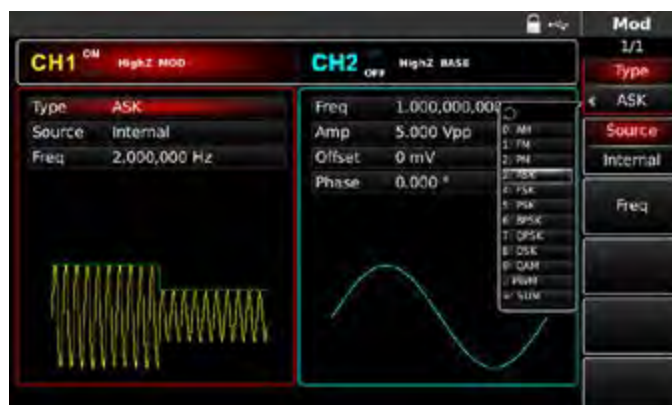 Mod
1/1
CH1 ON HighZ MOD
CH2 OFF HighZ BASE
Type
Type ASK
Source Internal
Freq 2.000,000 Hz
Freq 1.000,000,00
Amp 5.000 Vpp
Offset 0 mV
Phase 0.000 °
0: AM
1: FM
2: PM
3: ASK
4: FSK
5: PSK
6: BPSK
7: QPSK
8: OSK
9: QAM
.: PWM
SUM
ASK
Source
Internal
Freq